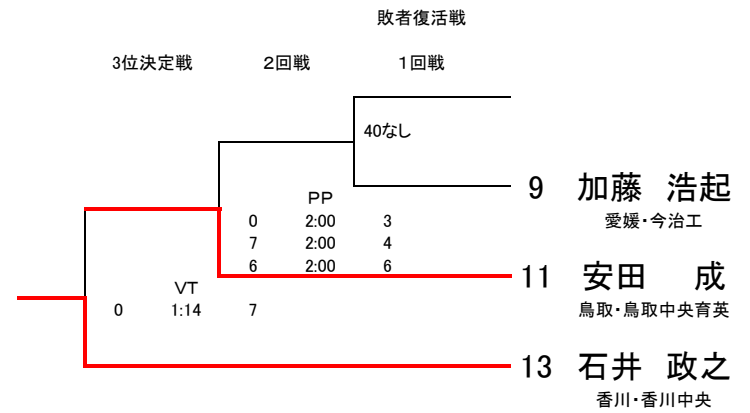 敗者復活戦
3位決定戦 2回戦 1回戦
40なし
9 加藤 浩起
愛媛・今治工
PP
0 2:00 3
7 2:00 4
6 2:00 6
11 安田 成
鳥取・鳥取中央育英
VT
0 1:14 7
13 石井 政之
香川・香川中央